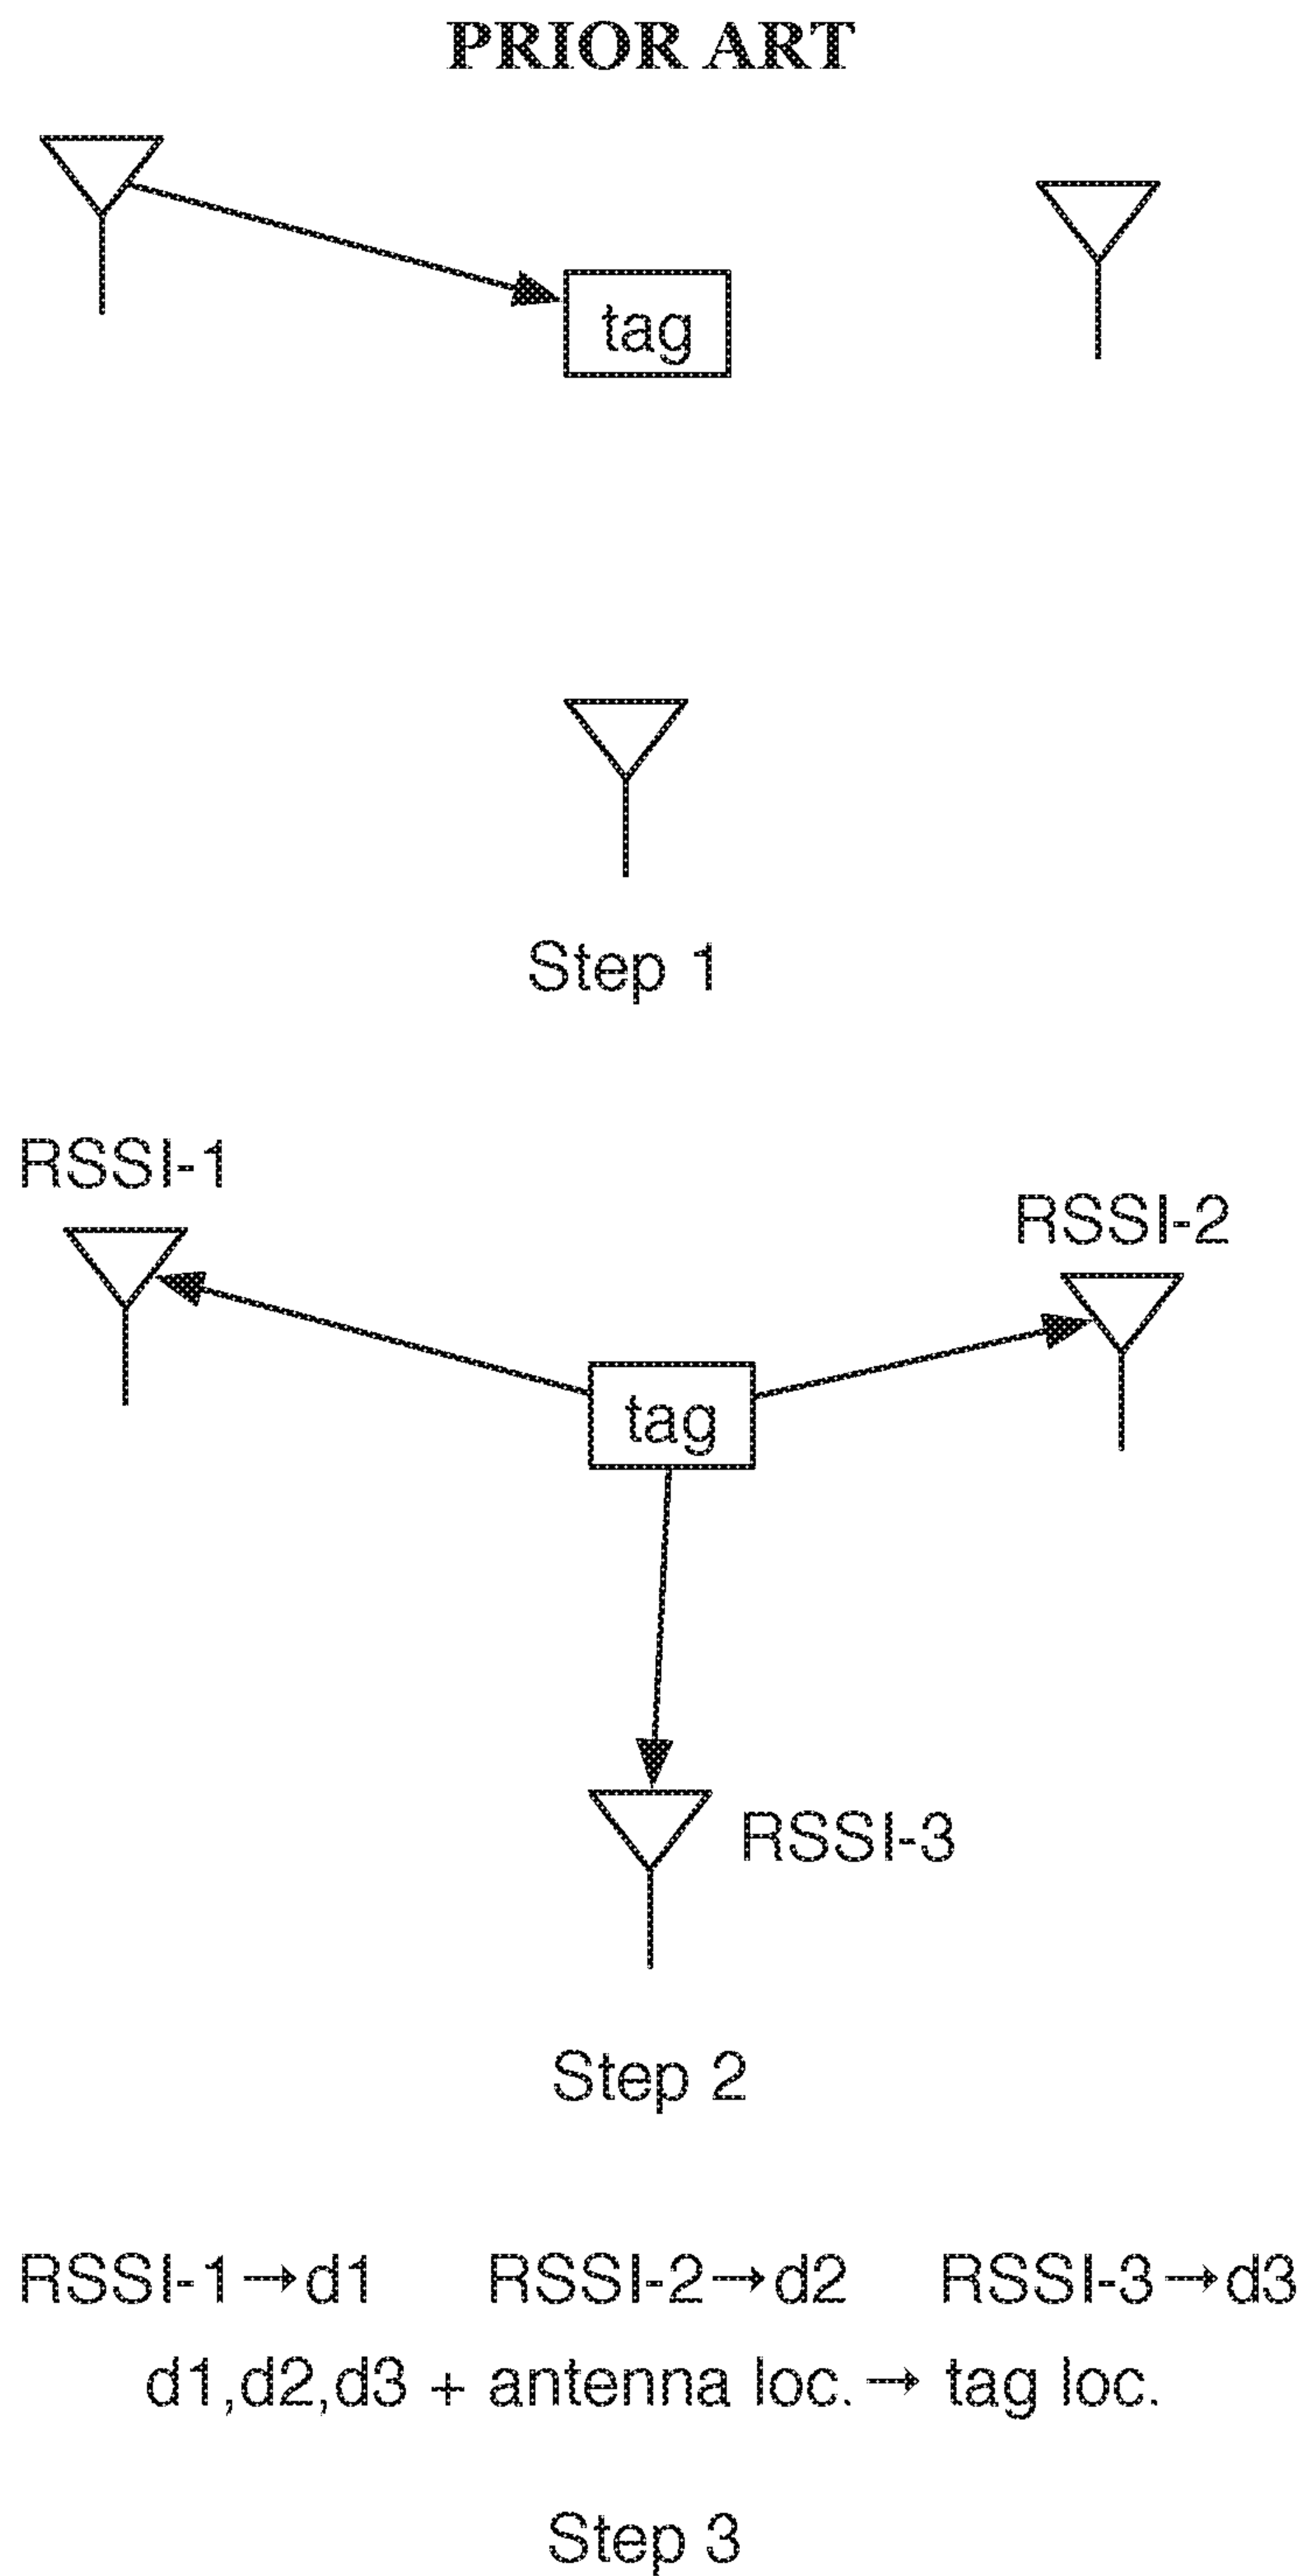 PRIOR ART
tag
Step 1
RSSI-1
RSSI-2
tag
RSSI-3
Step 2
RSSI-1→d1 RSSI-2→d2 RSSI-3→d3
d1,d2,d3 + antenna loc.→ tag loc.
Step 3